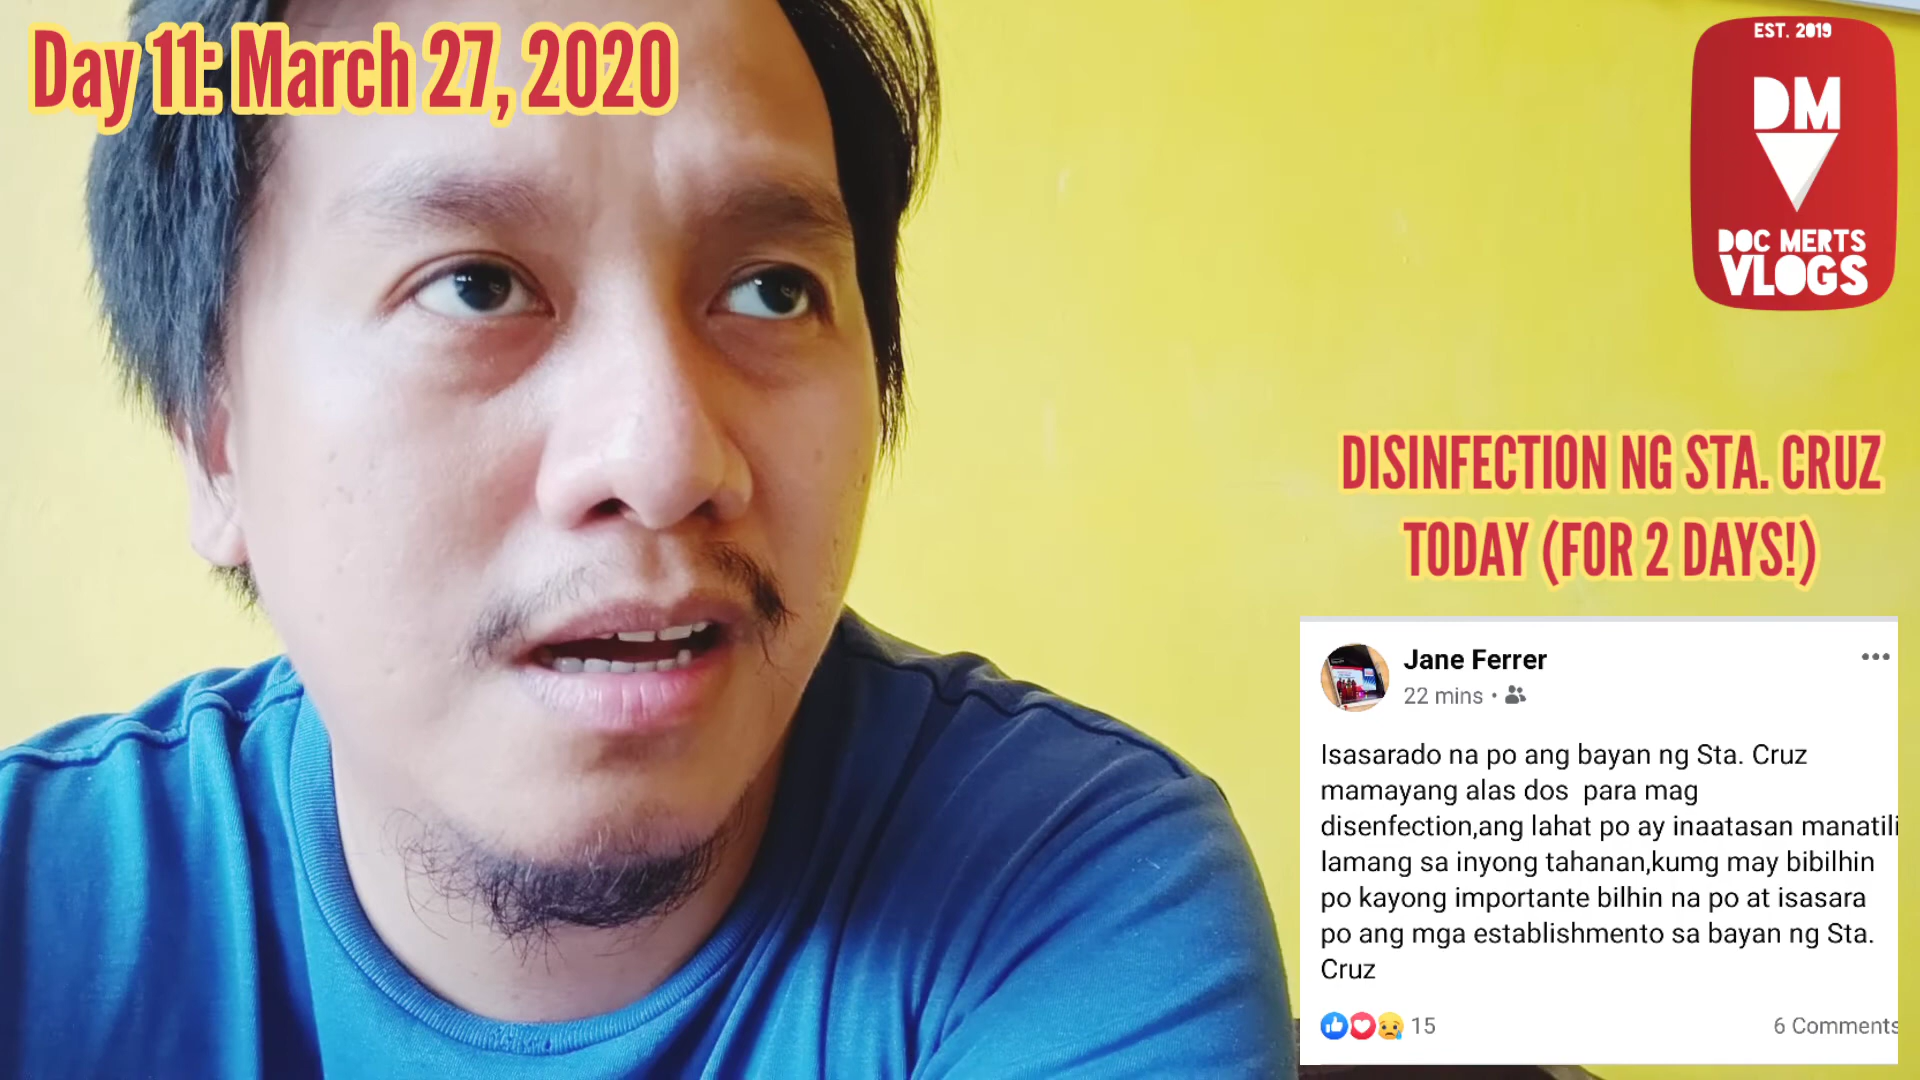 Day 11: March 27, 2020
EST. 2019
DM
DOC MERTS
VLOGS
DISINFECTION NG STA. CRUZ
TODAY (FOR 2 DAYS!)
Jane Ferrer
22 mins •
Isasarado na po ang bayan ng Sta. Cruz
mamayang alas dos  para mag
disenfection,ang lahat po ay inaatasan manatili
lamang sa inyong tahanan,kumg may bibilhin
po kayong importante bilhin na po at isasara
po ang mga establishmento sa bayan ng Sta.
Cruz
15
6 Comments